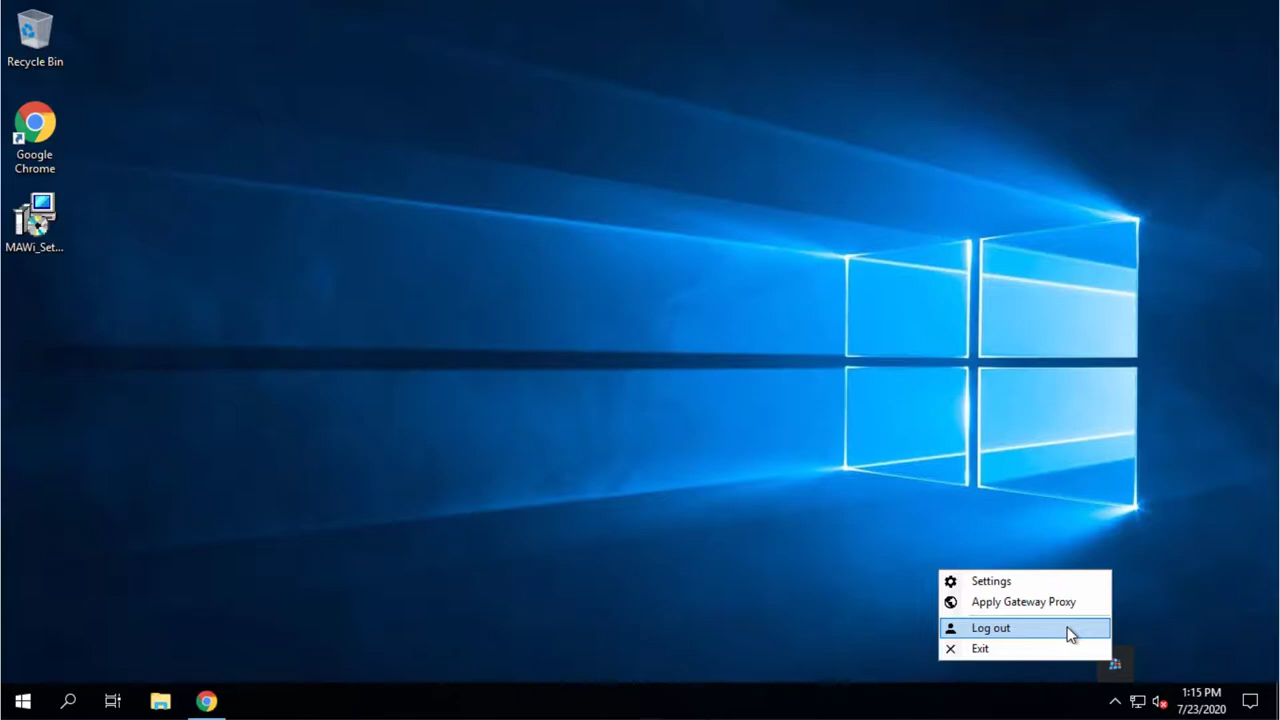 Recycle Bin
Google
Chrome
MAWi_Set...
Settings
Apply Gateway Proxy
Log out
Exit
1:15 PM
7/23/2020